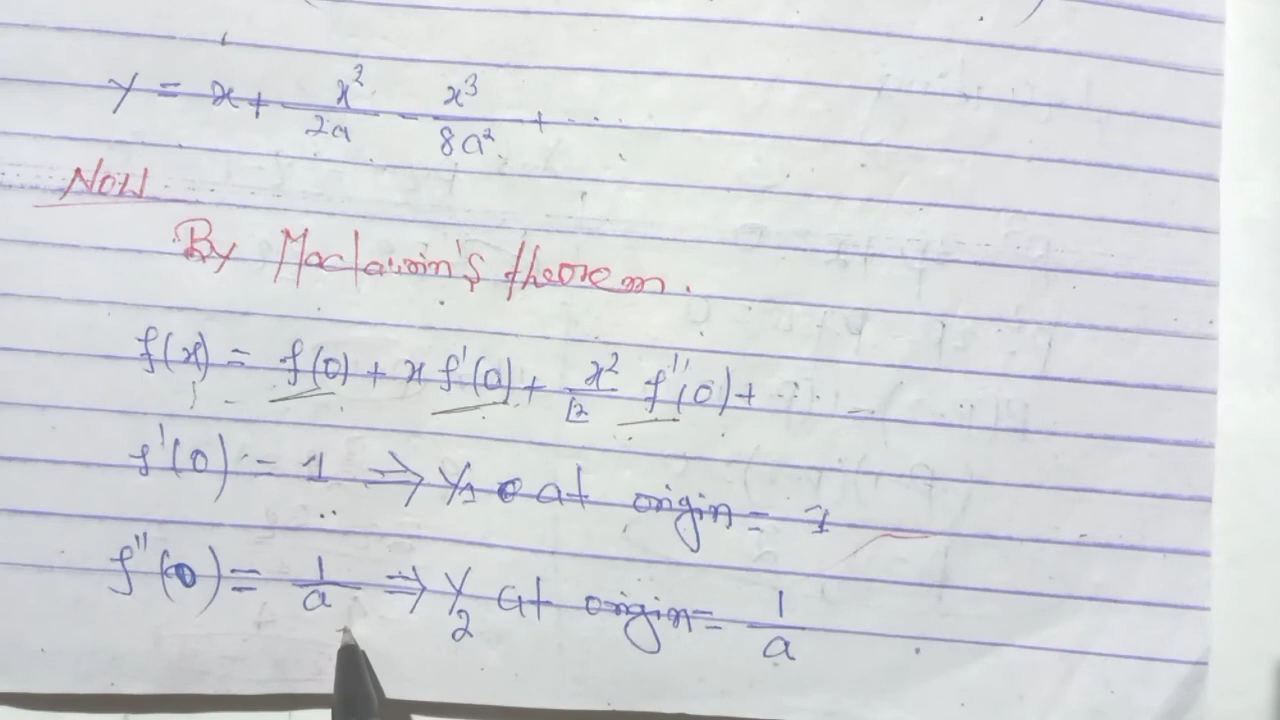 y = x + x²/2a - x³/8a² + ......
Now
By Maclaurin's theorem.
f(x) = f(0) + x f'(0) + x²/⌊2 f''(0) + ......
f'(0) = 1 ⇒ y₁ at origin = 1
f''(0) = 1/a ⇒ y₂ at origin = 1/a